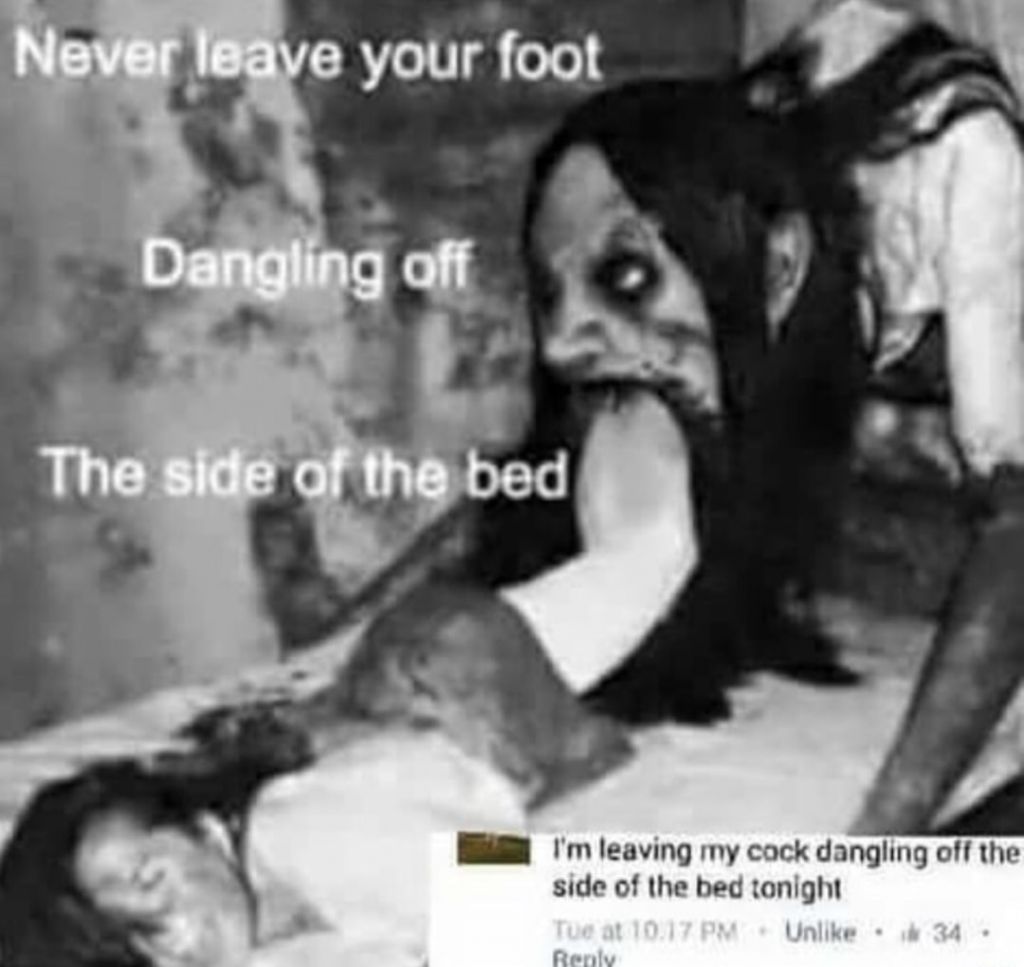 Never leave your foot
Dangling off
The side of the bed
I'm leaving my cock dangling off the
side of the bed tonight
Tue at 10:17 PM · Unlike · 34 ·
Reply